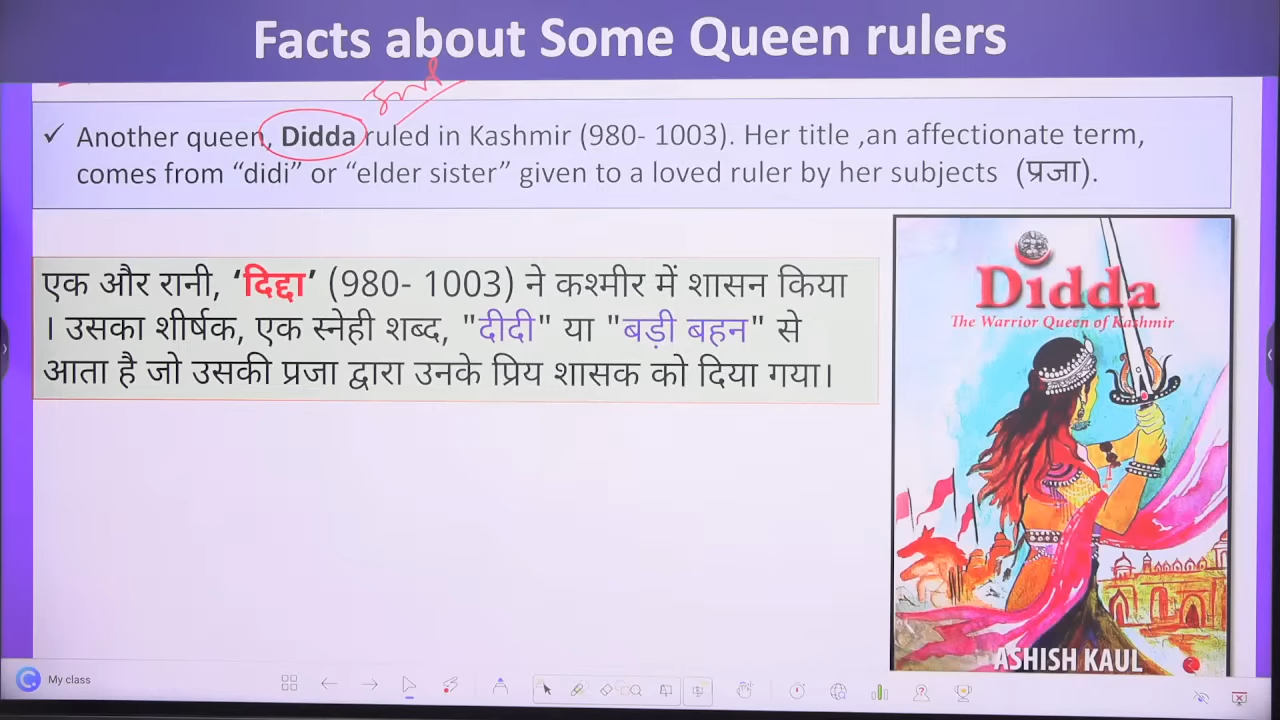 Facts about Some Queen rulers
✓ Another queen, Didda ruled in Kashmir (980- 1003). Her title ,an affectionate term,
comes from “didi” or “elder sister” given to a loved ruler by her subjects (प्रजा).
एक और रानी, ‘दिद्दा’ (980- 1003) ने कश्मीर में शासन किया
। उसका शीर्षक, एक स्नेही शब्द, "दीदी" या "बड़ी बहन" से
आता है जो उसकी प्रजा द्वारा उनके प्रिय शासक को दिया गया।
Didda
The Warrior Queen of Kashmir
ASHISH KAUL
My class